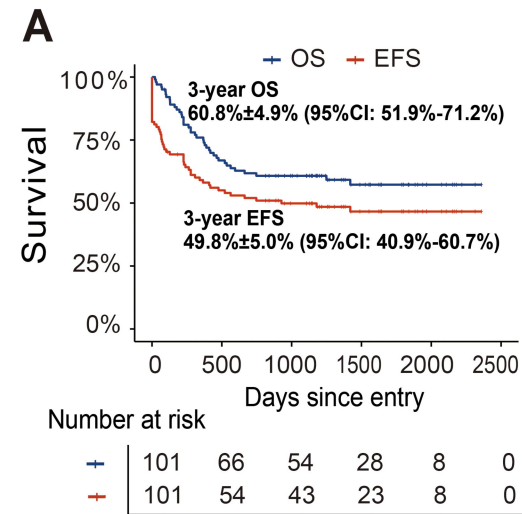 A
OS EFS
3-year OS
60.8%±4.9% (95%CI: 51.9%-71.2%)
3-year EFS
49.8%±5.0% (95%CI: 40.9%-60.7%)
Survival
100%
75%
50%
25%
0%
0 500 1000 1500 2000 2500
Days since entry
Number at risk
101 66 54 28 8 0
101 54 43 23 8 0